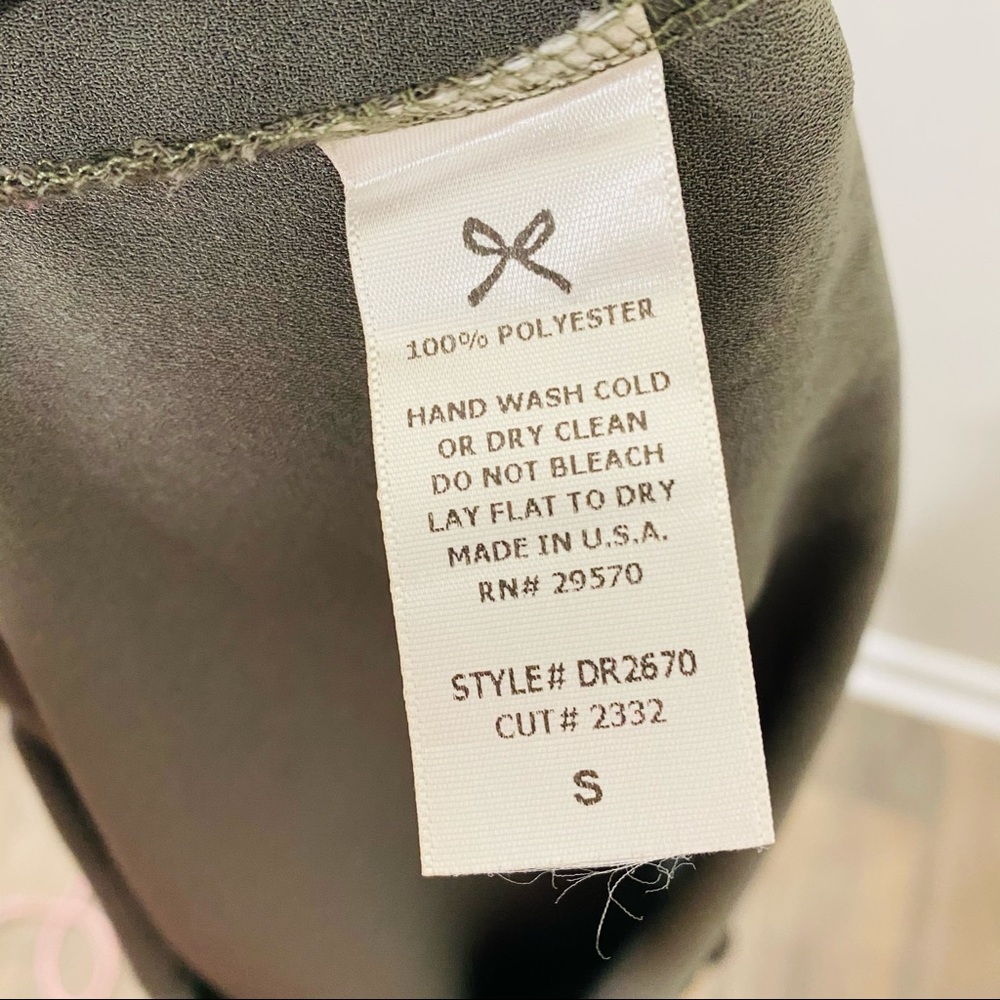 100% POLYESTER
HAND WASH COLD
OR DRY CLEAN
DO NOT BLEACH
LAY FLAT TO DRY
MADE IN U.S.A.
RN# 29570
STYLE# DR2670
CUT# 2332
S